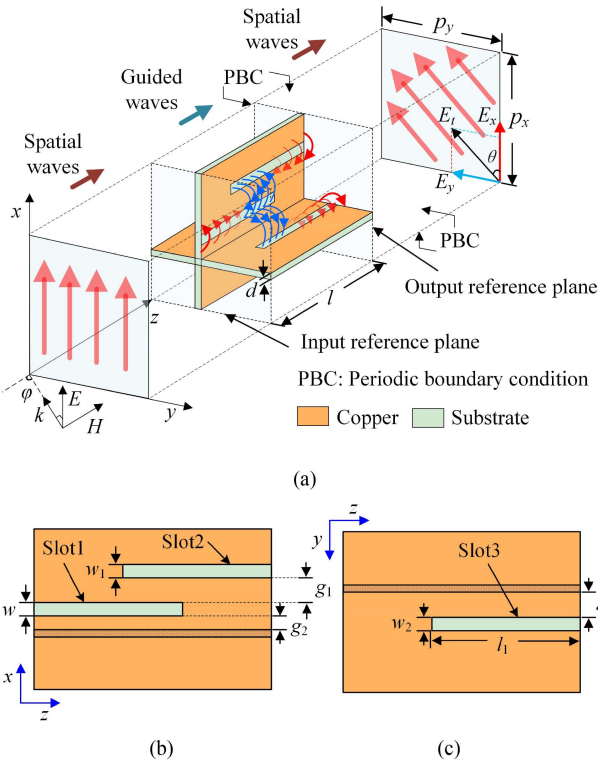 Spatial waves
Guided waves
Spatial waves
PBC
p_y
p_x
E_t
E_x
θ
E_y
PBC
x
z
y
d
l
Output reference plane
Input reference plane
φ
k
E
H
PBC: Periodic boundary condition
Copper
Substrate
(a)
Slot1
Slot2
w_1
w
g_1
g_2
x
z
(b)
z
y
Slot3
w_2
l_1
(c)